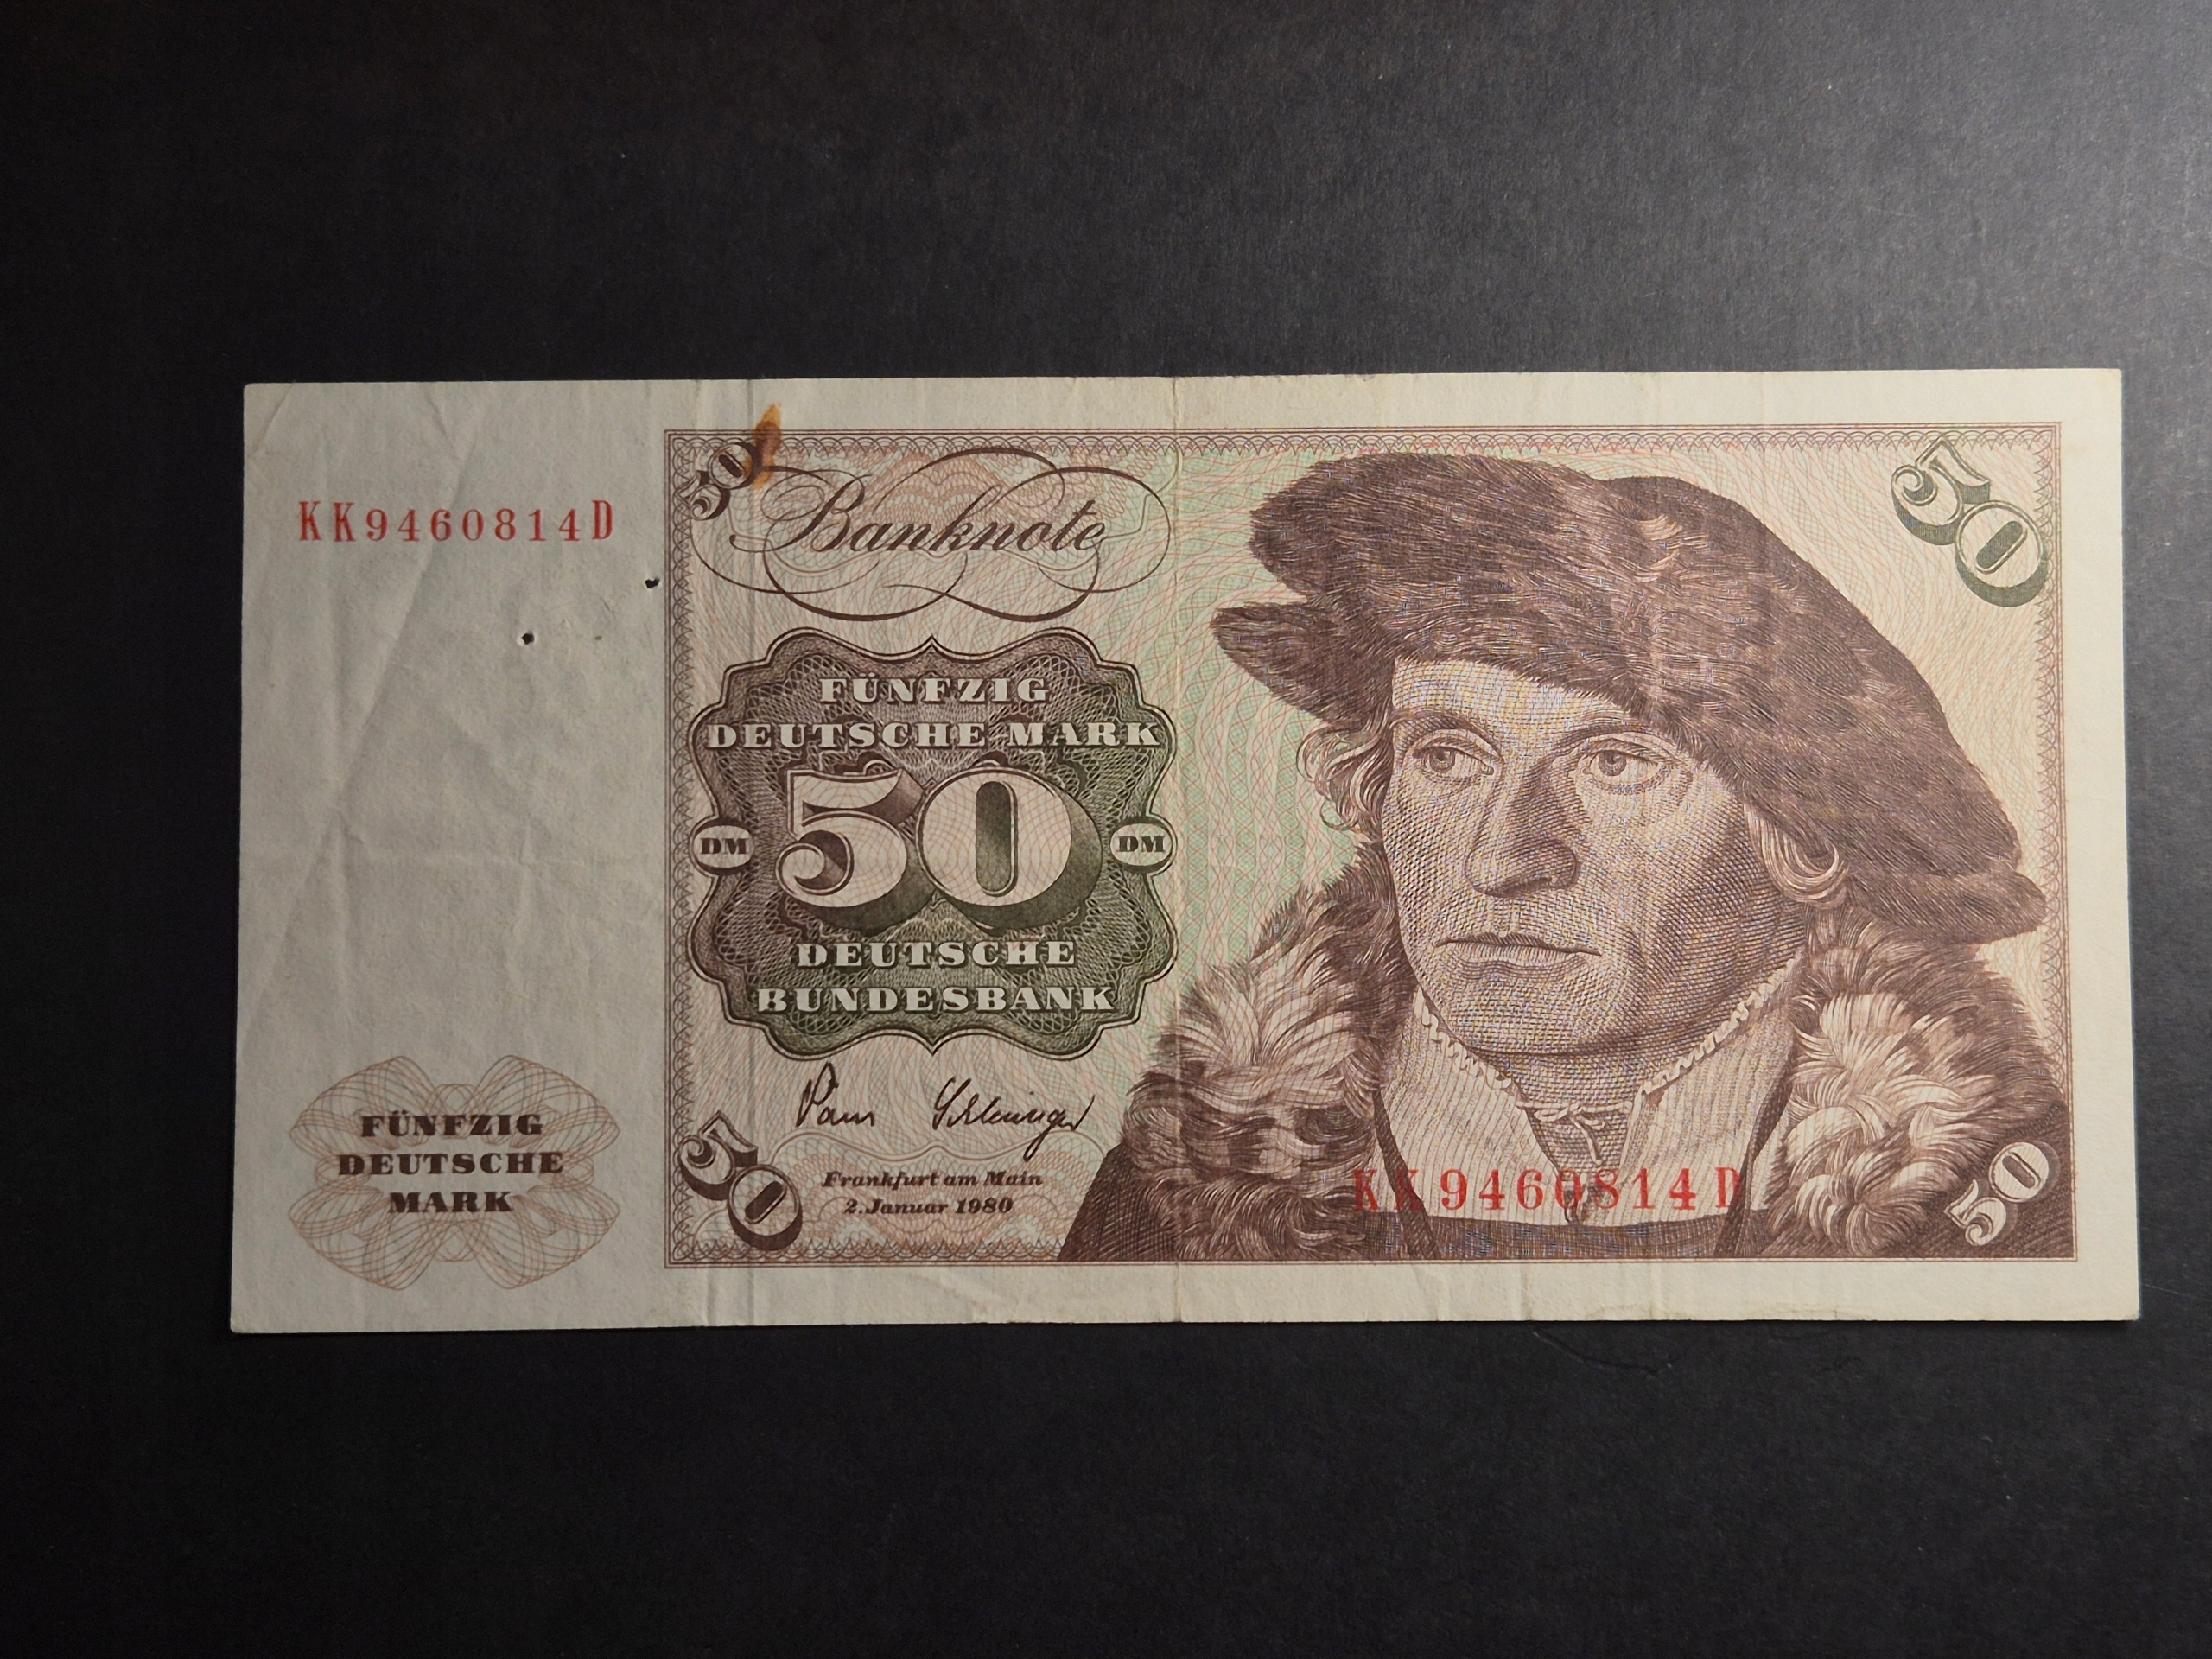 KK9460814D
50
Banknote
50
FÜNFZIG
DEUTSCHE MARK
DM
50
DM
DEUTSCHE
BUNDESBANK
FÜNFZIG
DEUTSCHE
MARK
50
Frankfurt am Main
2. Januar 1980
KK9460814D
50